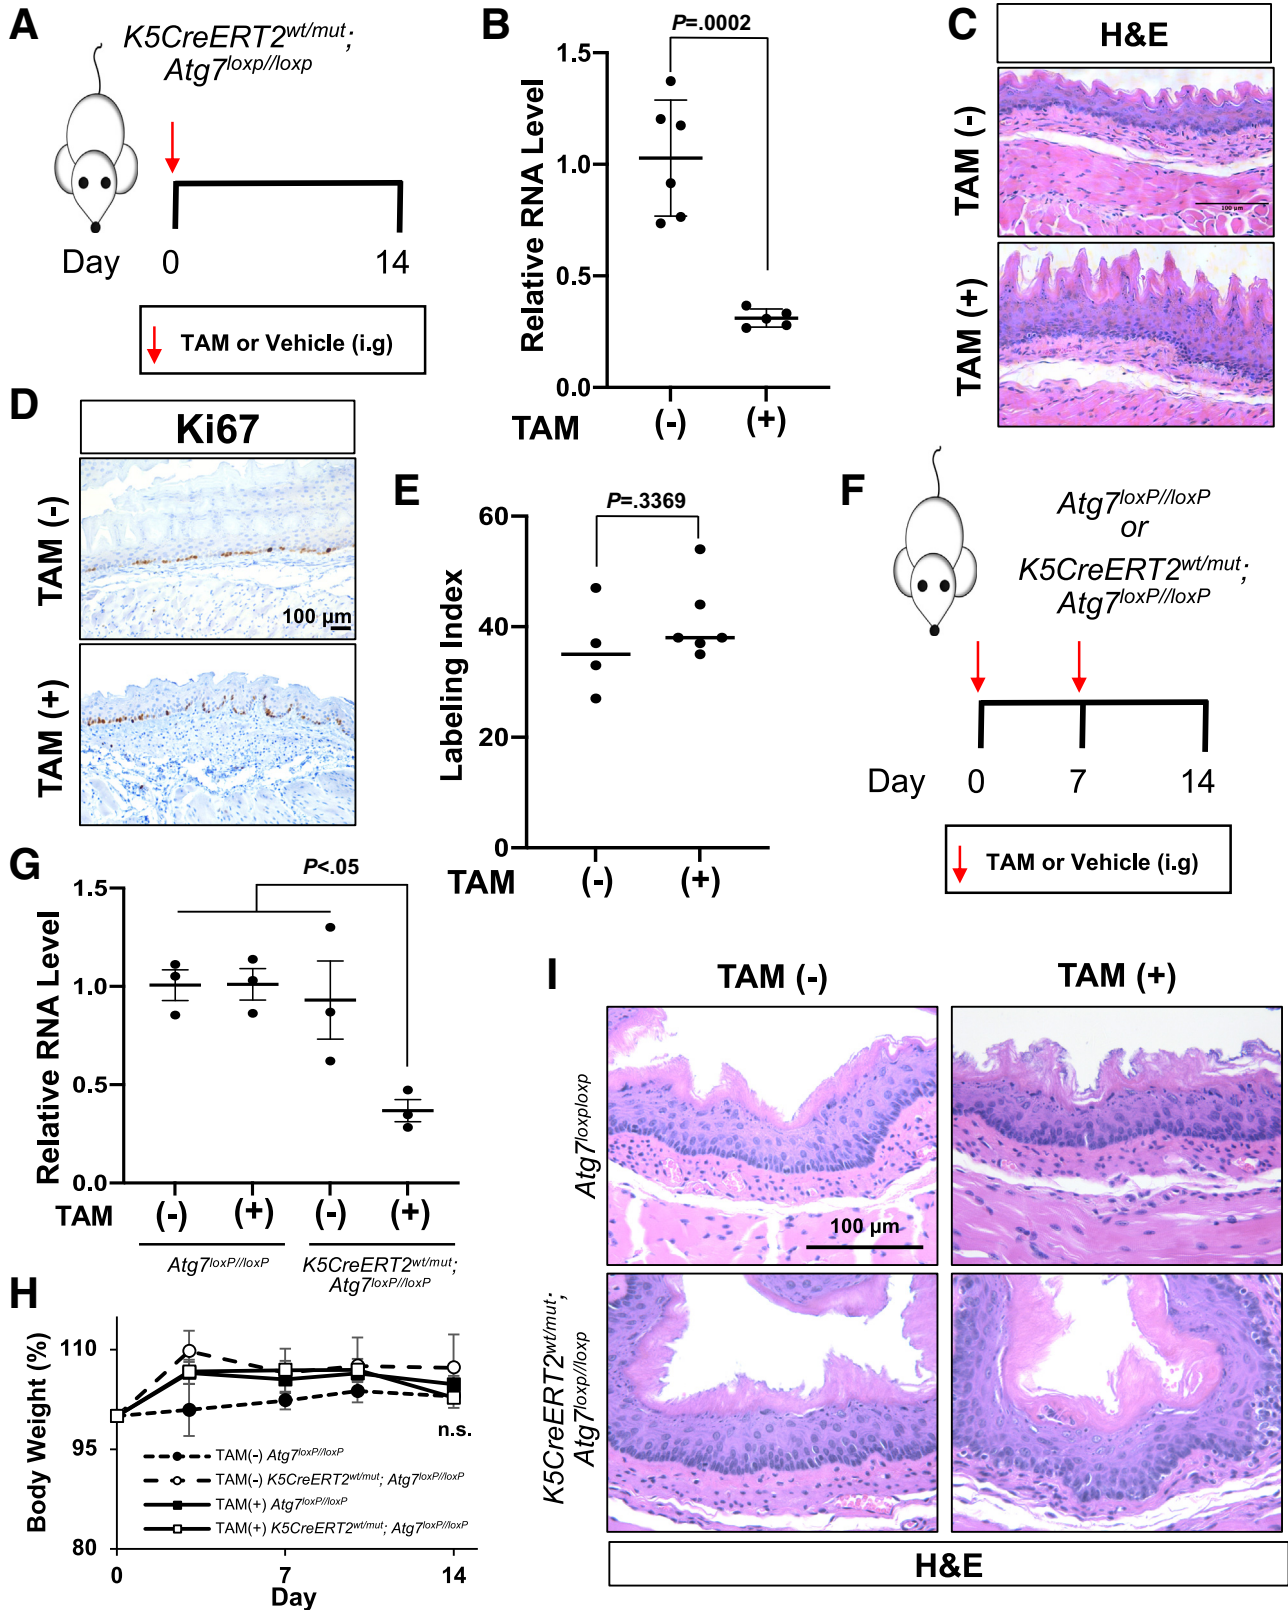 A
K5CreERT2wt/mut;
Atg7loxp//loxp
Day 0 14
TAM or Vehicle (i.g)
B
P=.0002
Relative RNA Level
1.5
1.0
0.5
0.0
TAM (-) (+)
C
H&E
TAM (-)
100 µm
TAM (+)
D
Ki67
TAM (-)
100 µm
TAM (+)
E
P=.3369
Labeling Index
60
40
20
0
TAM (-) (+)
F
Atg7loxP//loxP
or
K5CreERT2wt/mut;
Atg7loxP//loxP
Day 0 7 14
TAM or Vehicle (i.g)
G
P<.05
Relative RNA Level
1.5
1.0
0.5
0.0
TAM (-) (+) (-) (+)
Atg7loxP//loxP K5CreERT2wt/mut;
Atg7loxP//loxP
H
Body Weight (%)
110
95
80
n.s.
TAM(-) Atg7loxP//loxP
TAM(-) K5CreERT2wt/mut; Atg7loxP//loxP
TAM(+) Atg7loxP//loxP
TAM(+) K5CreERT2wt/mut; Atg7loxP//loxP
0 7 14
Day
I
TAM (-) TAM (+)
Atg7loxploxp
100 µm
K5CreERT2wt/mut;
Atg7loxp//loxp
H&E